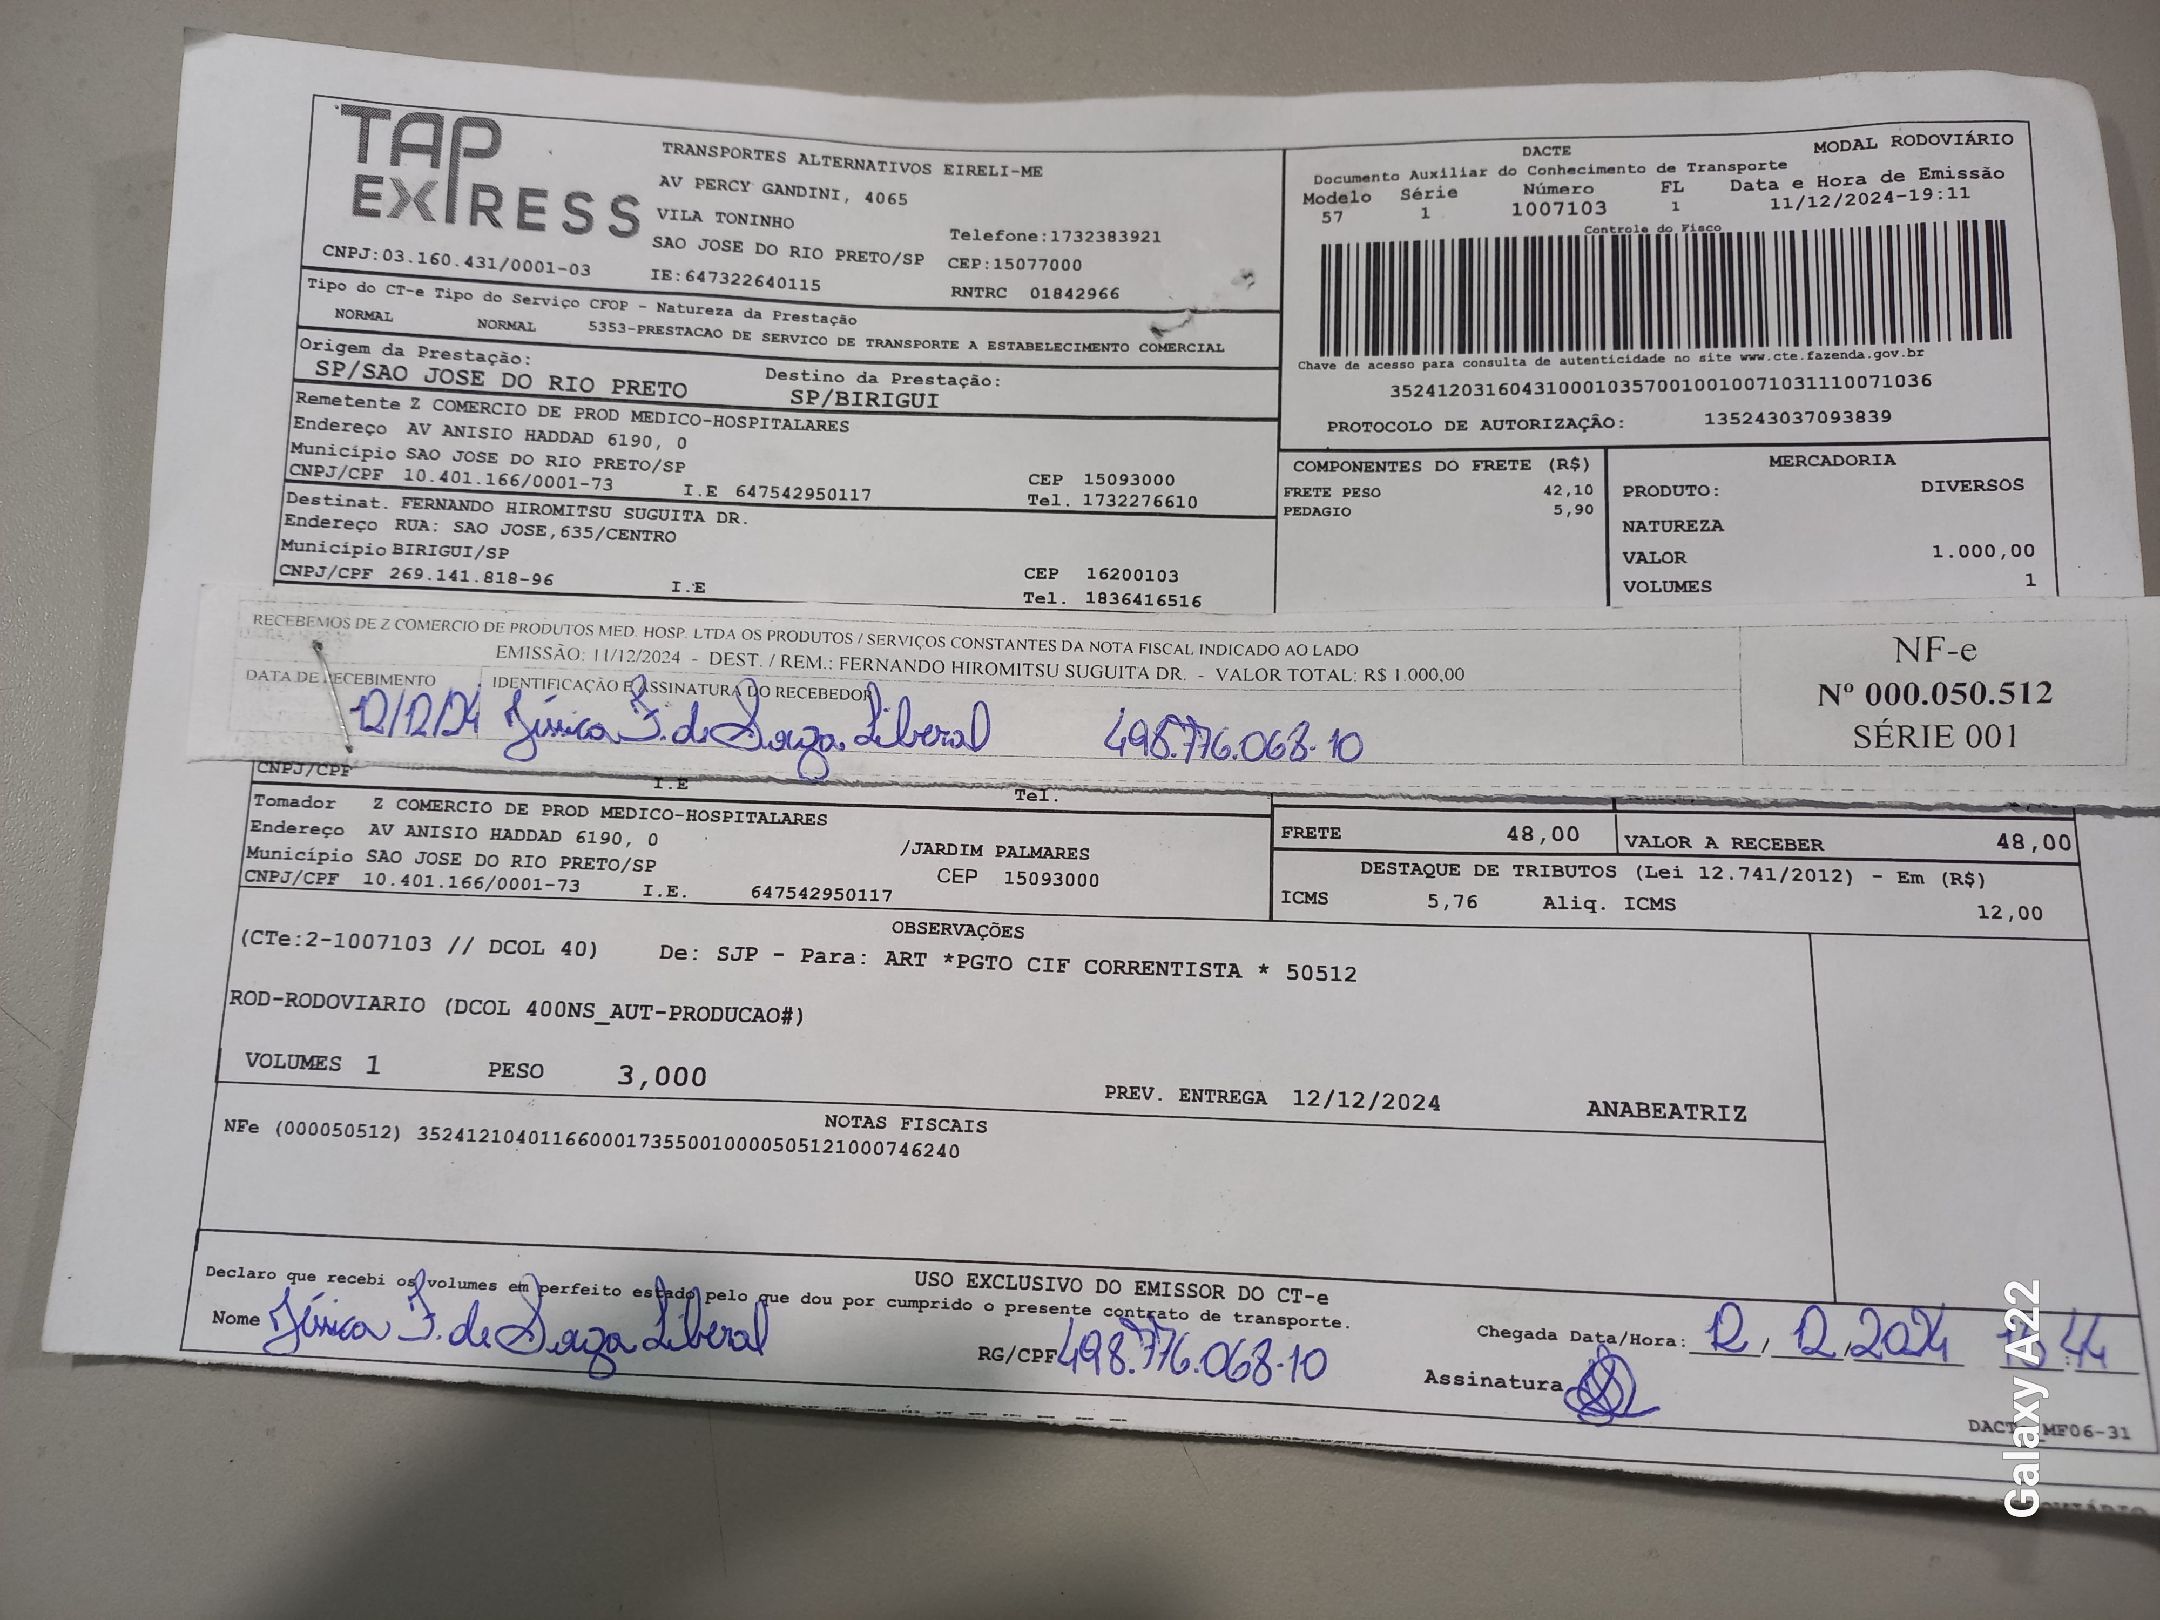 TAP EXPRESS
TRANSPORTES ALTERNATIVOS EIRELI-ME
AV PERCY GANDINI, 4065
VILA TONINHO
Telefone:1732383921
SAO JOSE DO RIO PRETO/SP CEP:15077000
CNPJ:03.160.431/0001-03 IE:647322640115 RNTRC 01842966
DACTE MODAL RODOVIÁRIO
Documento Auxiliar do Conhecimento de Transporte
Modelo Série Número FL Data e Hora de Emissão
57 1 1007103 1 11/12/2024-19:11
Controle do Fisco
Chave de acesso para consulta de autenticidade no site www.cte.fazenda.gov.br
35241203160431000103570010010071031110071036
PROTOCOLO DE AUTORIZAÇÃO: 135243037093839
Tipo do CT-e Tipo do Serviço CFOP - Natureza da Prestação
NORMAL NORMAL 5353-PRESTACAO DE SERVICO DE TRANSPORTE A ESTABELECIMENTO COMERCIAL
Origem da Prestação: Destino da Prestação:
SP/SAO JOSE DO RIO PRETO SP/BIRIGUI
Remetente Z COMERCIO DE PROD MEDICO-HOSPITALARES
Endereço AV ANISIO HADDAD 6190, 0
Município SAO JOSE DO RIO PRETO/SP CEP 15093000
CNPJ/CPF 10.401.166/0001-73 I.E 647542950117 Tel. 1732276610
Destinat. FERNANDO HIROMITSU SUGUITA DR.
Endereço RUA: SAO JOSE,635/CENTRO
Município BIRIGUI/SP CEP 16200103
CNPJ/CPF 269.141.818-96 I.E Tel. 1836416516
COMPONENTES DO FRETE (R$)
FRETE PESO 42,10
PEDAGIO 5,90
MERCADORIA
PRODUTO: DIVERSOS
NATUREZA
VALOR 1.000,00
VOLUMES 1
RECEBEMOS DE Z COMERCIO DE PRODUTOS MED. HOSP. LTDA OS PRODUTOS / SERVIÇOS CONSTANTES DA NOTA FISCAL INDICADO AO LADO
EMISSÃO: 11/12/2024 - DEST. / REM.: FERNANDO HIROMITSU SUGUITA DR. - VALOR TOTAL: R$ 1.000,00
DATA DE RECEBIMENTO IDENTIFICAÇÃO E ASSINATURA DO RECEBEDOR
12/12/24 Jéssica F. de Souza Liberal 498.776.068-10
NF-e
Nº 000.050.512
SÉRIE 001
CNPJ/CPF I.E Tel.
Tomador Z COMERCIO DE PROD MEDICO-HOSPITALARES
Endereço AV ANISIO HADDAD 6190, 0 /JARDIM PALMARES
Município SAO JOSE DO RIO PRETO/SP CEP 15093000
CNPJ/CPF 10.401.166/0001-73 I.E. 647542950117
FRETE 48,00 VALOR A RECEBER 48,00
DESTAQUE DE TRIBUTOS (Lei 12.741/2012) - Em (R$)
ICMS 5,76 Aliq. ICMS 12,00
OBSERVAÇÕES
(CTe:2-1007103 // DCOL 40) De: SJP - Para: ART *PGTO CIF CORRENTISTA * 50512
ROD-RODOVIARIO (DCOL 400NS_AUT-PRODUCAO#)
VOLUMES 1 PESO 3,000 PREV. ENTREGA 12/12/2024 ANABEATRIZ
NOTAS FISCAIS
NFe (000050512) 35241210401166000173550010000505121000746240
USO EXCLUSIVO DO EMISSOR DO CT-e
Declaro que recebi os volumes em perfeito estado pelo que dou por cumprido o presente contrato de transporte.
Nome Jéssica F. de Souza Liberal RG/CPF 498.776.068-10
Chegada Data/Hora: 12, 12, 2024 :44
Assinatura
DACTE MF06-31
Galaxy A22